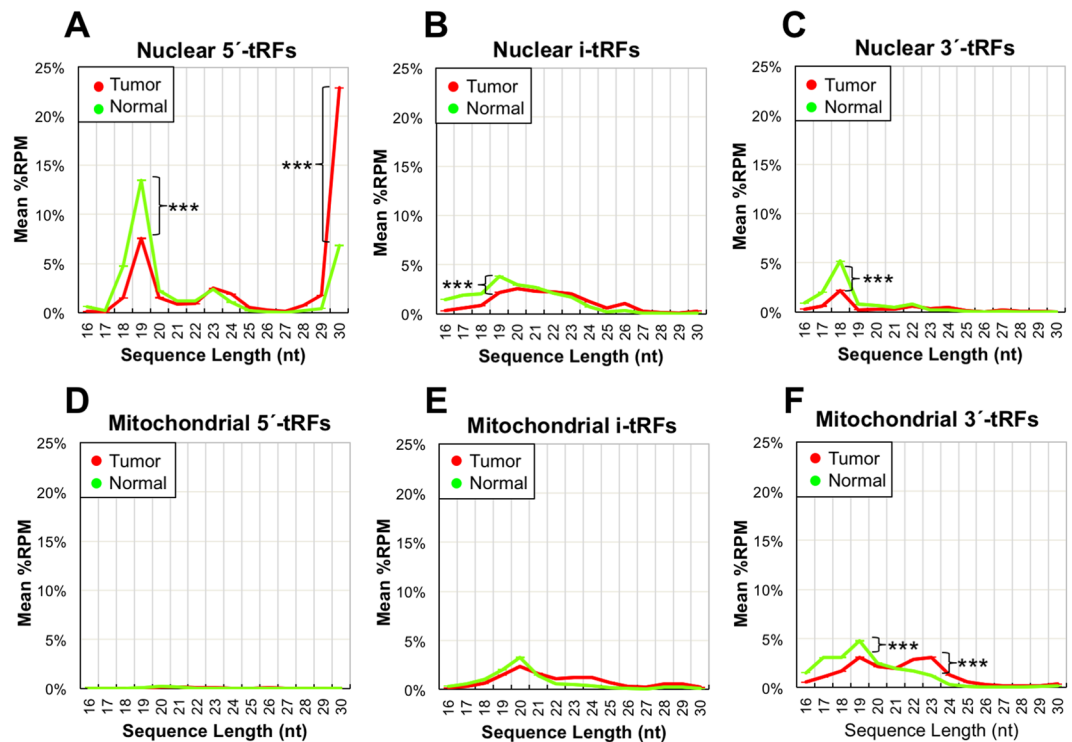 A
Nuclear 5´-tRFs
Mean %RPM
25%
20%
15%
10%
5%
0%
Tumor
Normal
***
***
16 17 18 19 20 21 22 23 24 25 26 27 28 29 30
Sequence Length (nt)
B
Nuclear i-tRFs
Mean %RPM
25%
20%
15%
10%
5%
0%
Tumor
Normal
***
16 17 18 19 20 21 22 23 24 25 26 27 28 29 30
Sequence Length (nt)
C
Nuclear 3´-tRFs
Mean %RPM
25%
20%
15%
10%
5%
0%
Tumor
Normal
***
16 17 18 19 20 21 22 23 24 25 26 27 28 29 30
Sequence Length (nt)
D
Mitochondrial 5´-tRFs
Mean %RPM
25%
20%
15%
10%
5%
0%
Tumor
Normal
16 17 18 19 20 21 22 23 24 25 26 27 28 29 30
Sequence Length (nt)
E
Mitochondrial i-tRFs
Mean %RPM
25%
20%
15%
10%
5%
0%
Tumor
Normal
16 17 18 19 20 21 22 23 24 25 26 27 28 29 30
Sequence Length (nt)
F
Mitochondrial 3´-tRFs
Mean %RPM
25%
20%
15%
10%
5%
0%
Tumor
Normal
***
***
16 17 18 19 20 21 22 23 24 25 26 27 28 29 30
Sequence Length (nt)